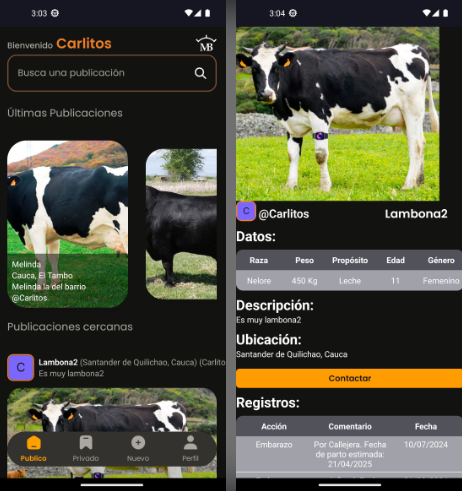 3:03
Bienvenido Carlitos
MB
Busca una publicación
Últimas Publicaciones
Melinda
Cauca, El Tambo
Melinda la del barrio
@Carlitos
Publicaciones cercanas
C
Lambona2 (Santander de Quilichao, Cauca) (Carlito
Es muy lambona2
Publico
Privado
Nuevo
Perfil
3:04
C @Carlitos Lambona2
Datos:
Raza Peso Propósito Edad Género
Nelore 450 Kg Leche 11 Femenino
Descripción:
Es muy lambona2
Ubicación:
Santander de Quilichao, Cauca
Contactar
Registros:
Acción Comentario Fecha
Embarazo Por Callejera. Fecha 10/07/2024
de parto estimada:
21/04/2025